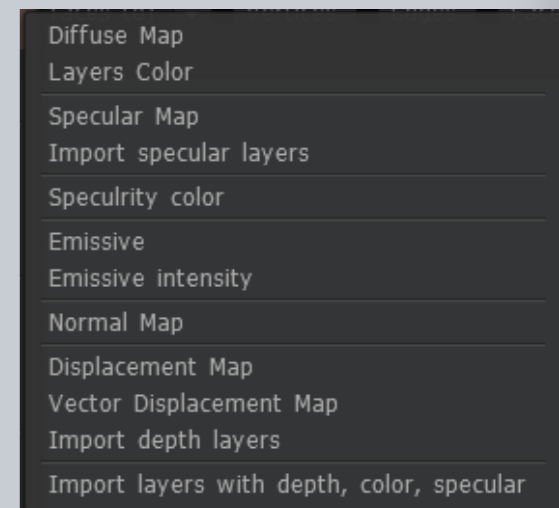 Diffuse Map
Layers Color
Specular Map
Import specular layers
Speculrity color
Emissive
Emissive intensity
Normal Map
Displacement Map
Vector Displacement Map
Import depth layers
Import layers with depth, color, specular